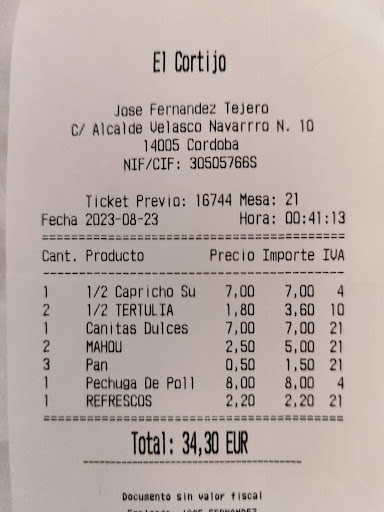 El Cortijo
Jose Fernandez Tejero
C/ Alcalde Velasco Navarrro N. 10
14005 Cordoba
NIF/CIF: 30505766S
Ticket Previo: 16744 Mesa: 21
Fecha 2023-08-23 Hora: 00:41:13
Cant. Producto Precio Importe IVA
1 1/2 Capricho Su 7,00 7,00 4
2 1/2 TERTULIA 1,80 3,60 10
1 Canitas Dulces 7,00 7,00 21
2 MAHOU 2,50 5,00 21
3 Pan 0,50 1,50 21
1 Pechuga De Poll 8,00 8,00 4
1 REFRESCOS 2,20 2,20 21
Total: 34,30 EUR
Documento sin valor fiscal